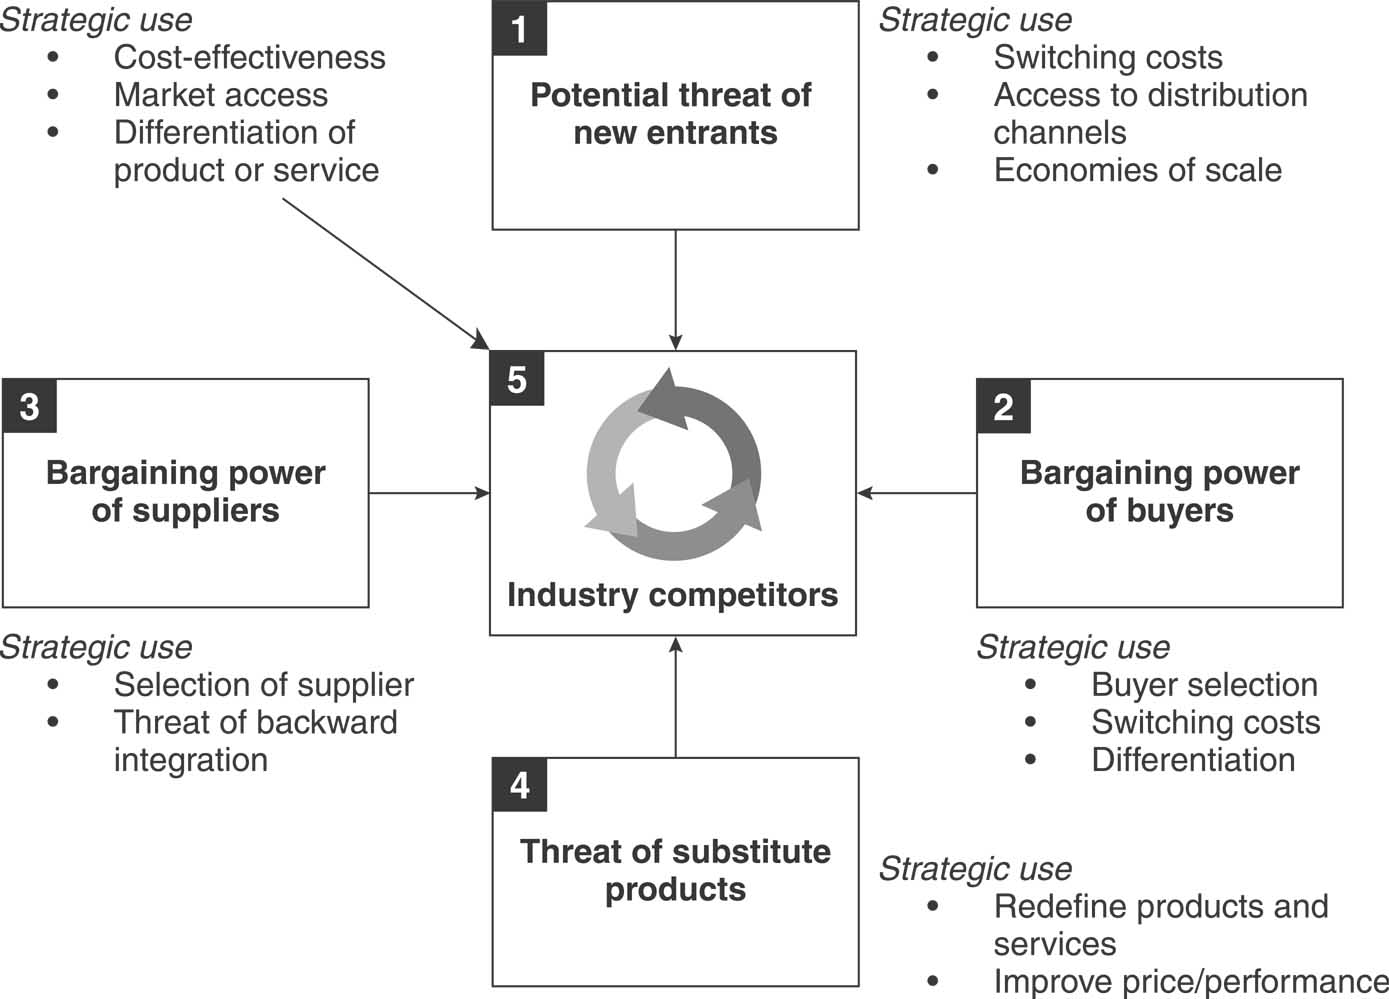 Strategic use
• Cost-effectiveness
• Market access
• Differentiation of
product or service
1
Potential threat of
new entrants
Strategic use
• Switching costs
• Access to distribution
channels
• Economies of scale
3
Bargaining power
of suppliers
5
Industry competitors
2
Bargaining power
of buyers
Strategic use
• Selection of supplier
• Threat of backward
integration
Strategic use
• Buyer selection
• Switching costs
• Differentiation
4
Threat of substitute
products
Strategic use
• Redefine products and
services
• Improve price/performance